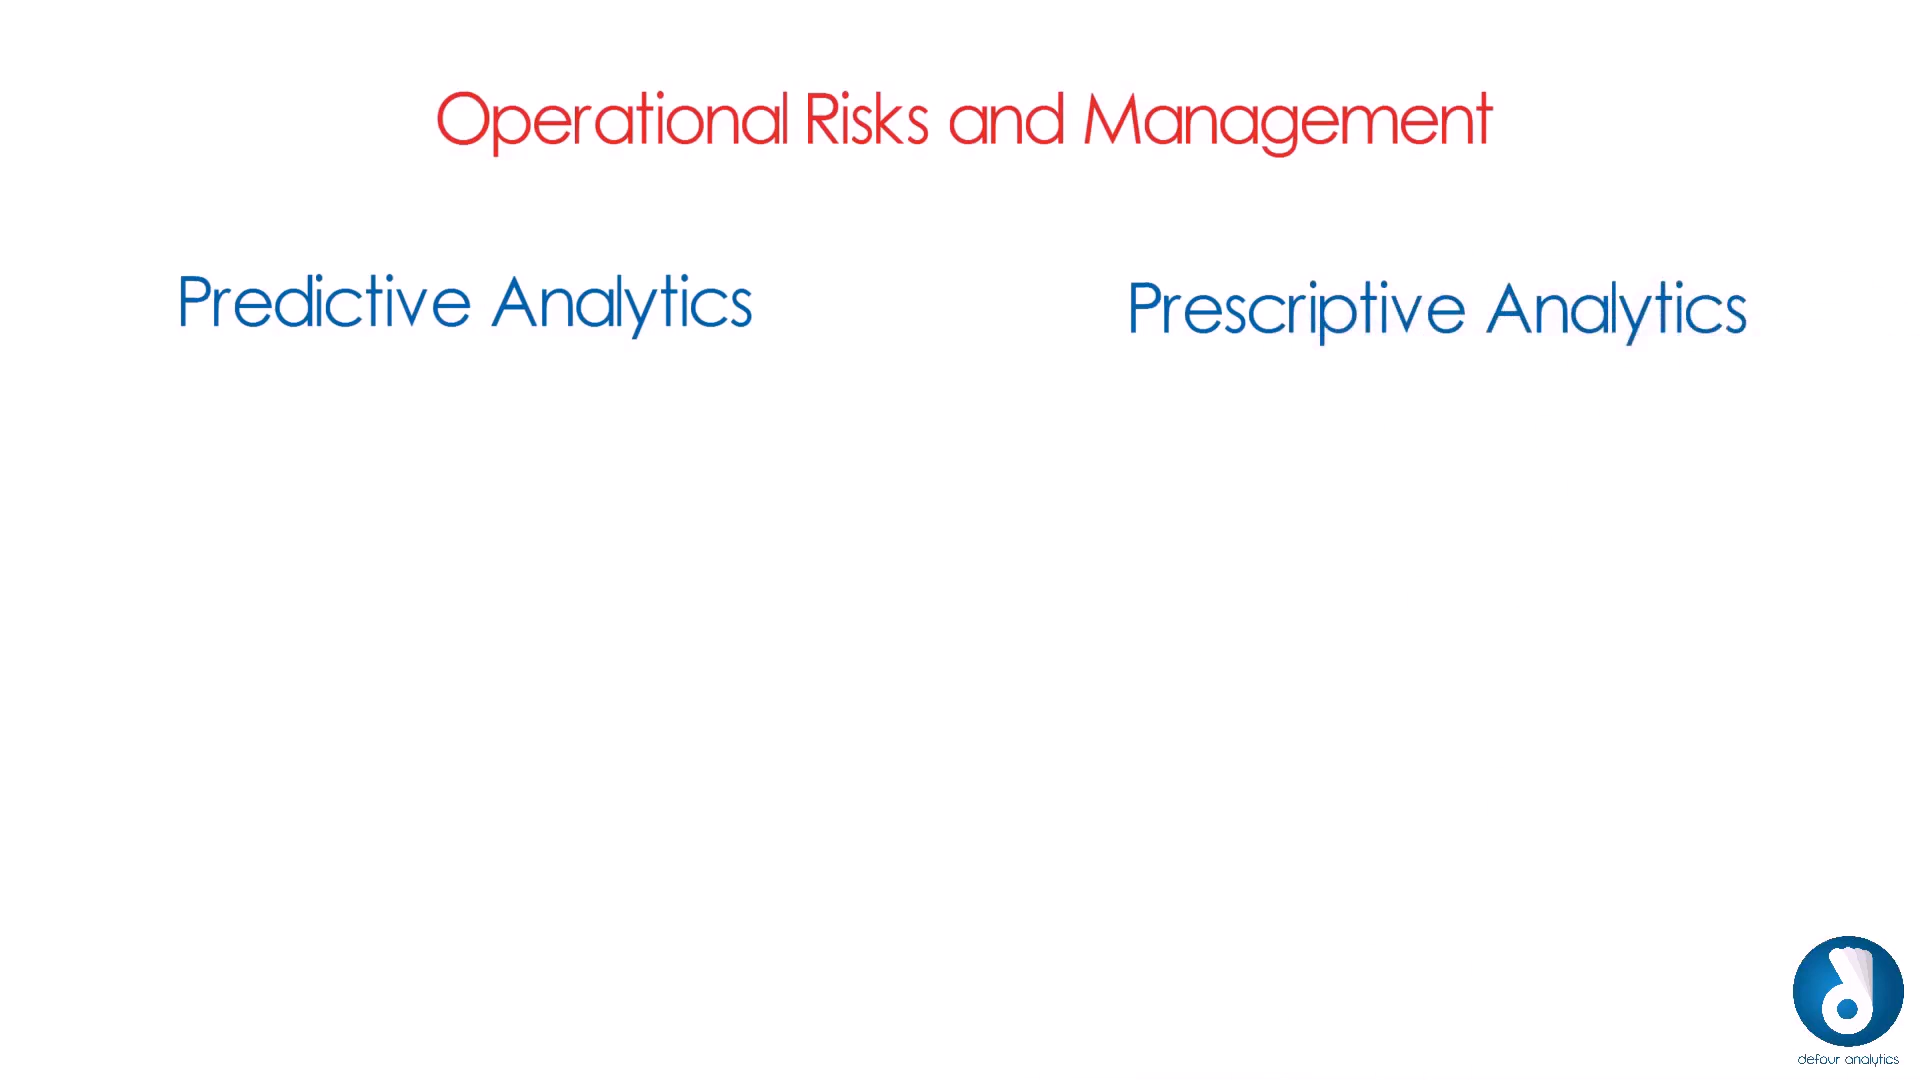 Operational Risks and Management
Predictive Analytics
Prescriptive Analytics
defour analytics